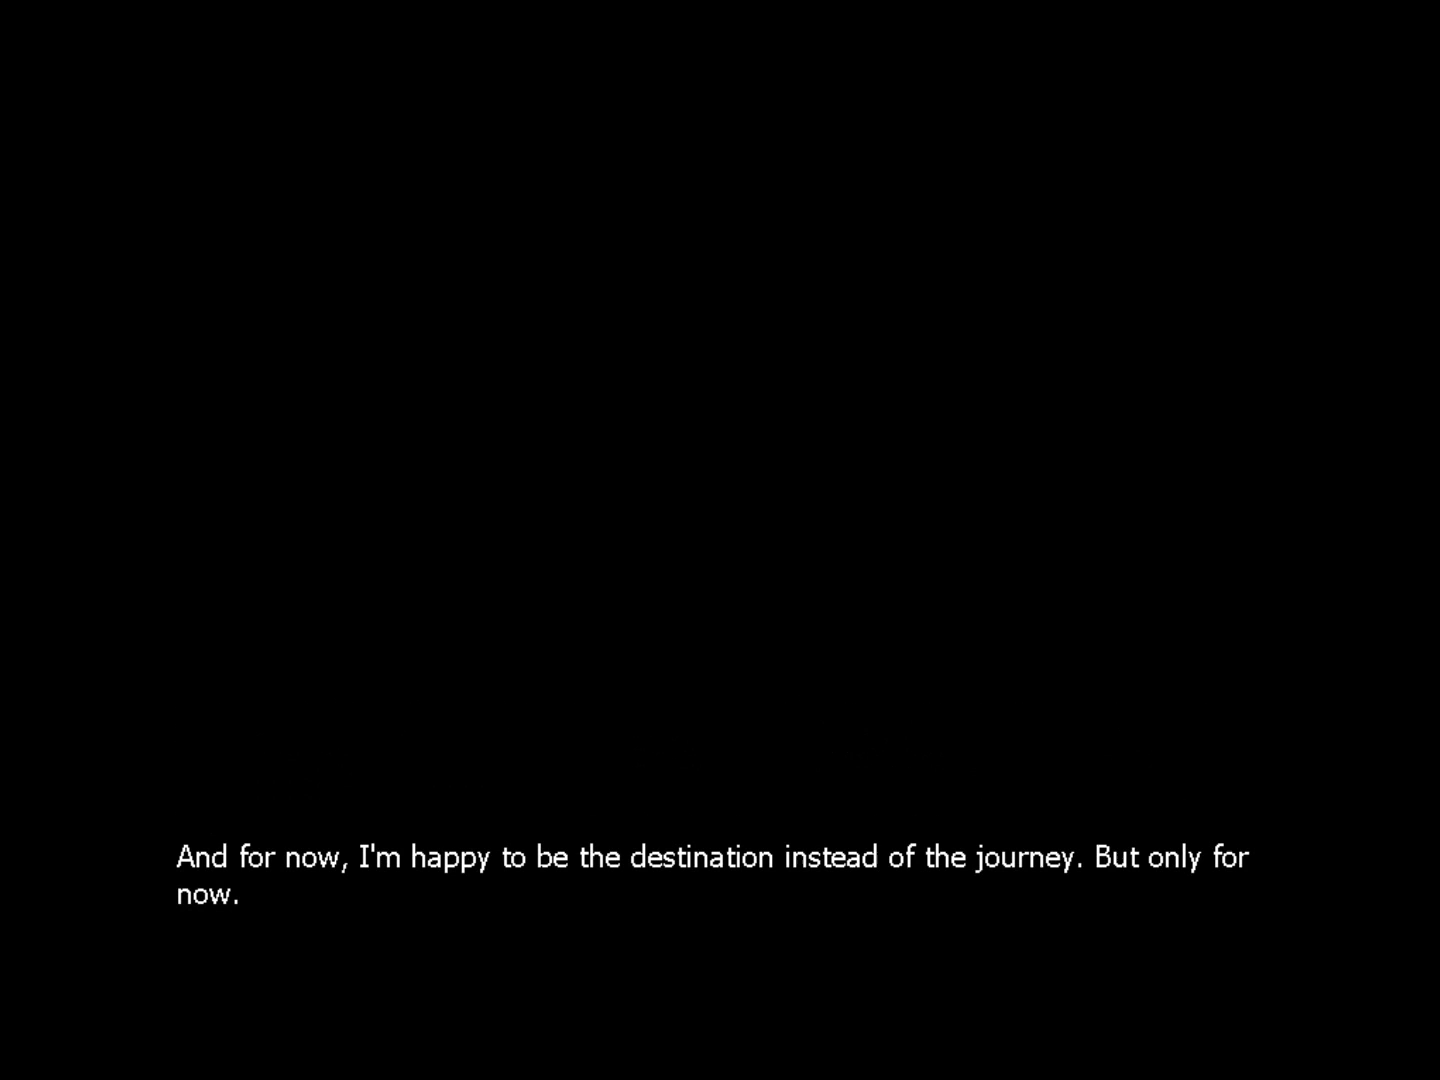 And for now, I'm happy to be the destination instead of the journey. But only for
now.